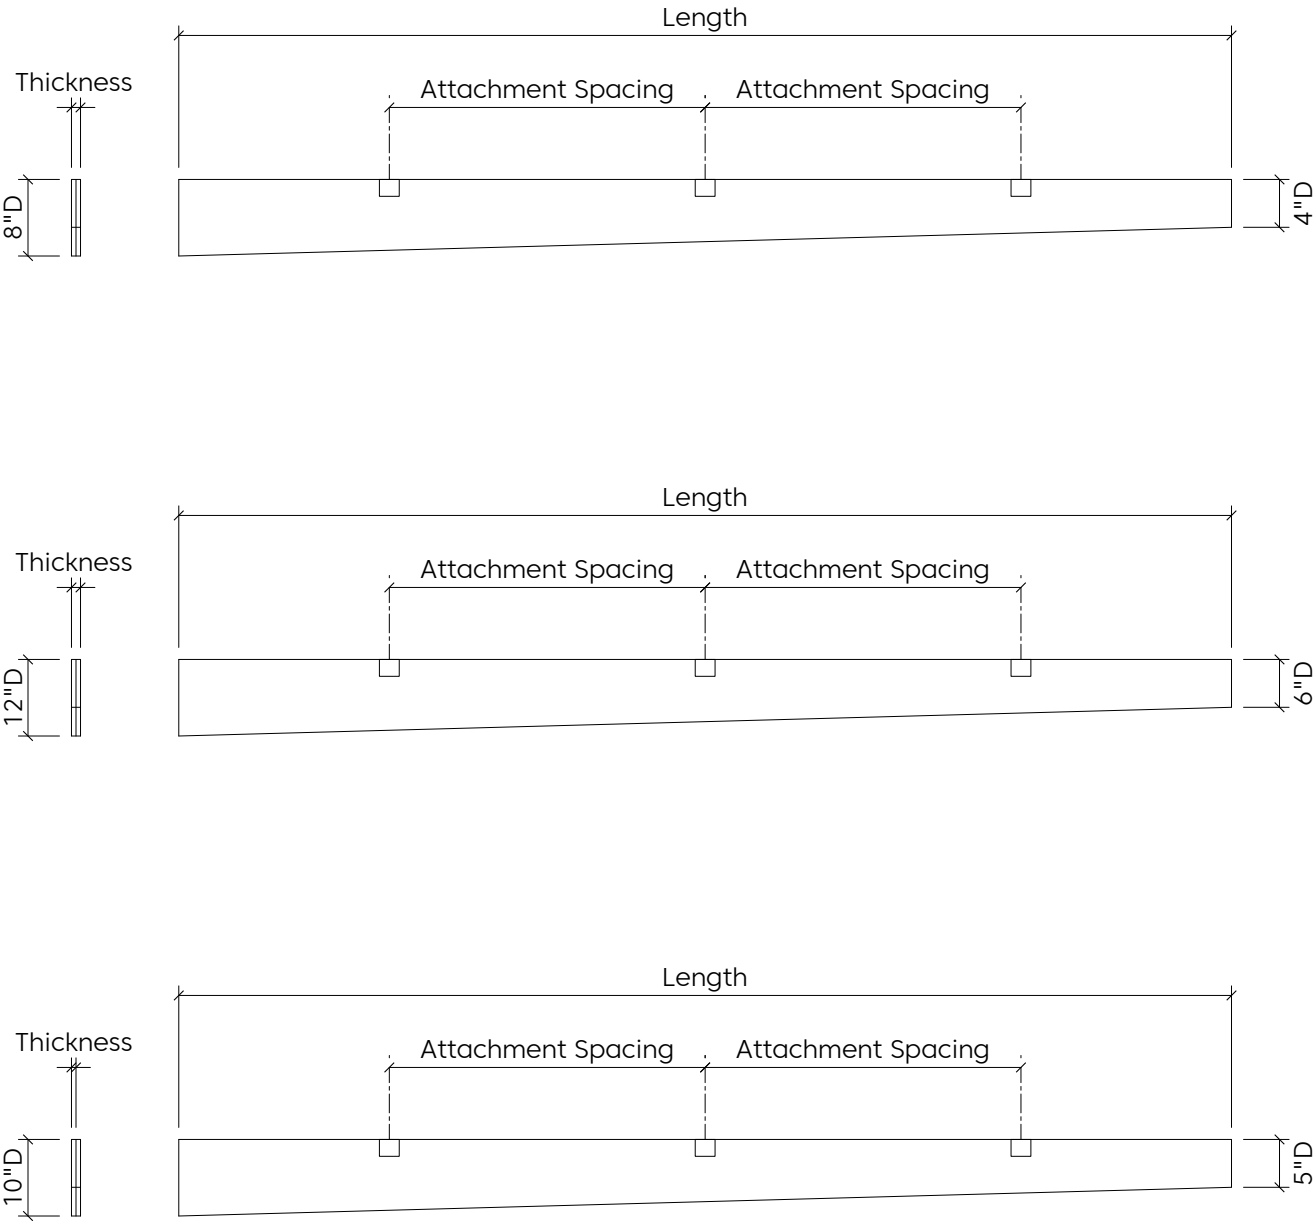 Length
Thickness
Attachment Spacing Attachment Spacing
8"D
4"D
Length
Thickness
Attachment Spacing Attachment Spacing
12"D
6"D
Length
Thickness
Attachment Spacing Attachment Spacing
10"D
5"D